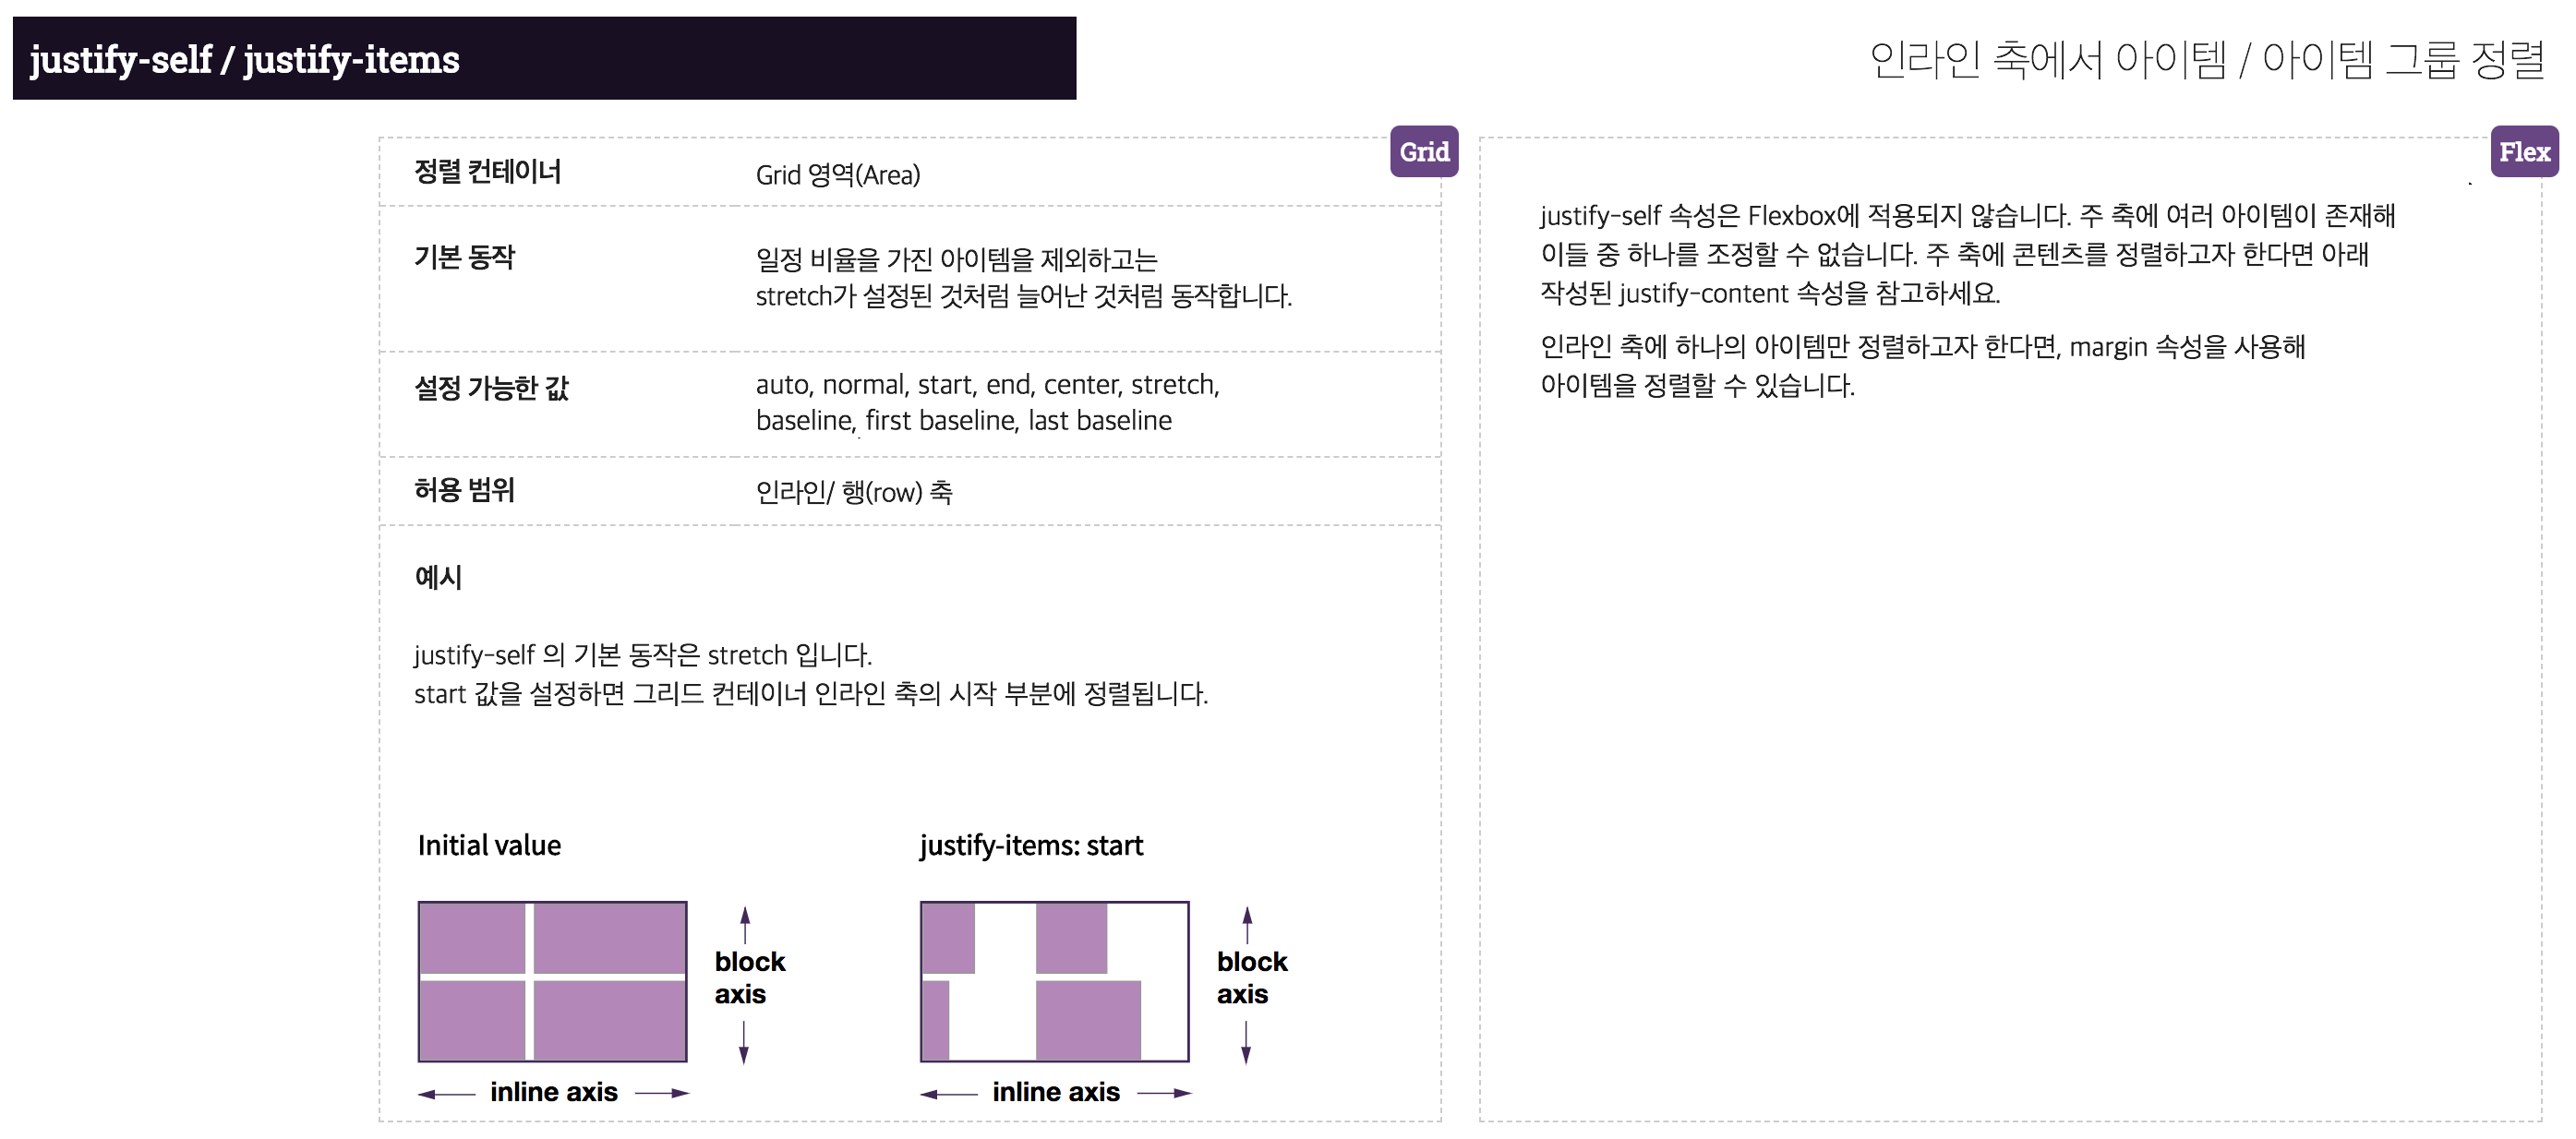 justify-self / justify-items
인라인 축에서 아이템 / 아이템 그룹 정렬
Grid
정렬 컨테이너
Grid 영역(Area)
기본 동작
일정 비율을 가진 아이템을 제외하고는
stretch가 설정된 것처럼 늘어난 것처럼 동작합니다.
설정 가능한 값
auto, normal, start, end, center, stretch,
baseline, first baseline, last baseline
허용 범위
인라인/ 행(row) 축
예시
justify-self 의 기본 동작은 stretch 입니다.
start 값을 설정하면 그리드 컨테이너 인라인 축의 시작 부분에 정렬됩니다.
Initial value
block
axis
inline axis
justify-items: start
block
axis
inline axis
Flex
justify-self 속성은 Flexbox에 적용되지 않습니다. 주 축에 여러 아이템이 존재해
이들 중 하나를 조정할 수 없습니다. 주 축에 콘텐츠를 정렬하고자 한다면 아래
작성된 justify-content 속성을 참고하세요.
인라인 축에 하나의 아이템만 정렬하고자 한다면, margin 속성을 사용해
아이템을 정렬할 수 있습니다.